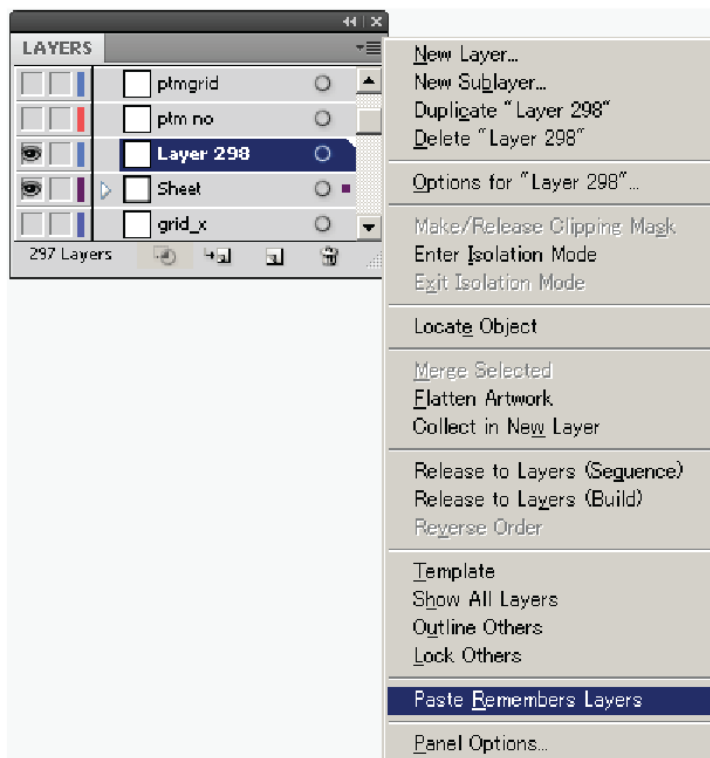 LAYERS
ptmgrid
ptm no
Layer 298
Sheet
grid_x
297 Layers
New Layer...
New Sublayer...
Duplicate "Layer 298"
Delete "Layer 298"
Options for "Layer 298"...
Make/Release Clipping Mask
Enter Isolation Mode
Exit Isolation Mode
Locate Object
Merge Selected
Flatten Artwork
Collect in New Layer
Release to Layers (Sequence)
Release to Layers (Build)
Reverse Order
Template
Show All Layers
Outline Others
Lock Others
Paste Remembers Layers
Panel Options...